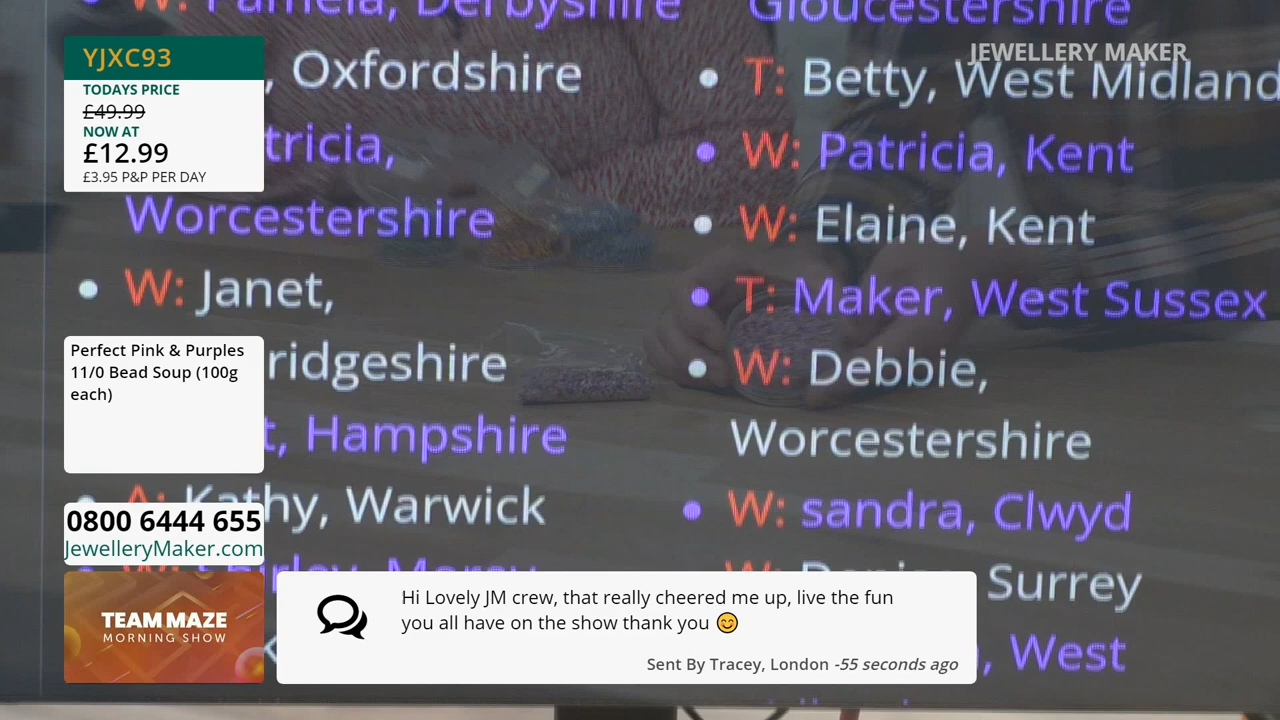 W: Pamela, Derbyshire
, Oxfordshire
tricia,
Worcestershire
W: Janet,
ridgeshire
t, Hampshire
A: Kathy, Warwick
Gloucestershire
T: Betty, West Midland
W: Patricia, Kent
W: Elaine, Kent
T: Maker, West Sussex
W: Debbie,
Worcestershire
W: sandra, Clwyd
W: Denise, Surrey
, West
JEWELLERY MAKER
YJXC93
TODAYS PRICE
£49.99
NOW AT
£12.99
£3.95 P&P PER DAY
Perfect Pink & Purples
11/0 Bead Soup (100g
each)
0800 6444 655
JewelleryMaker.com
TEAM MAZE
MORNING SHOW
Hi Lovely JM crew, that really cheered me up, live the fun
you all have on the show thank you 😊
Sent By Tracey, London -55 seconds ago